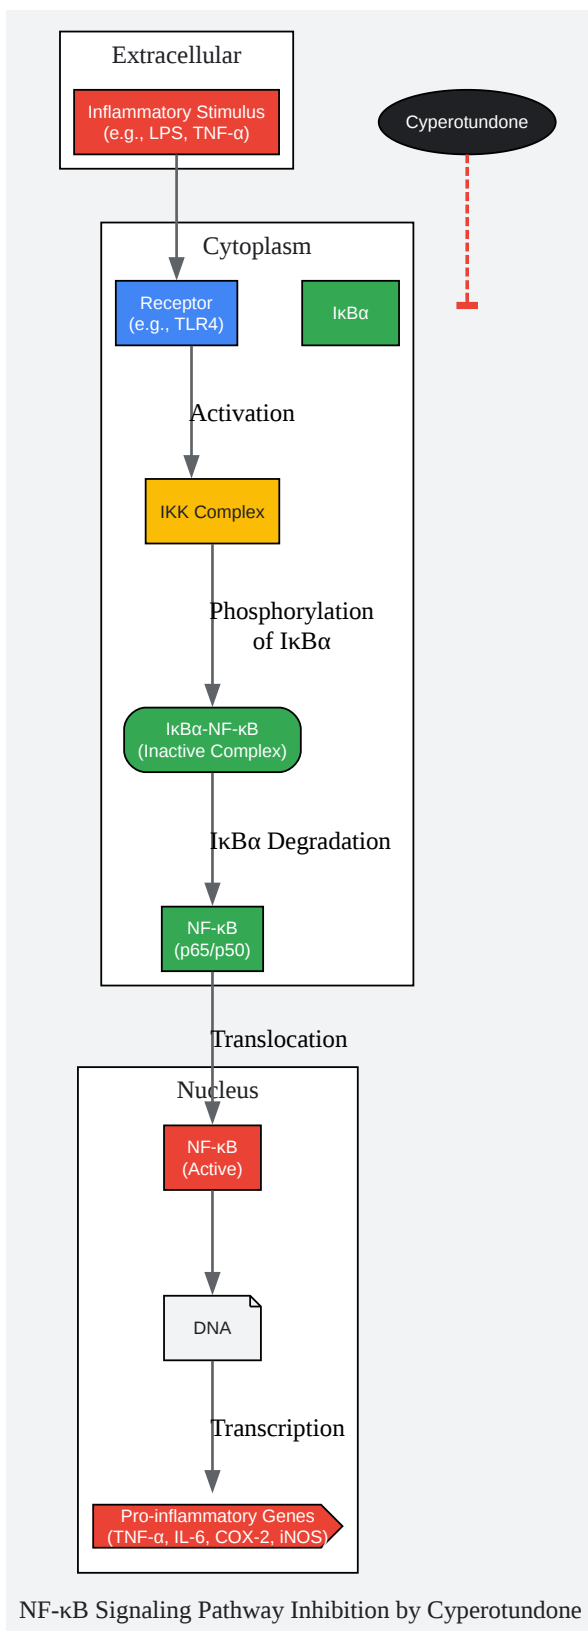 Extracellular
Inflammatory Stimulus
(e.g., LPS, TNF-α)
Cyperotundone
Cytoplasm
Receptor
(e.g., TLR4)
IκBα
Activation
IKK Complex
Phosphorylation
of IκBα
IκBα-NF-κB
(Inactive Complex)
IκBα Degradation
NF-κB
(p65/p50)
Translocation
Nucleus
NF-κB
(Active)
DNA
Transcription
Pro-inflammatory Genes
(TNF-α, IL-6, COX-2, iNOS)
NF-κB Signaling Pathway Inhibition by Cyperotundone